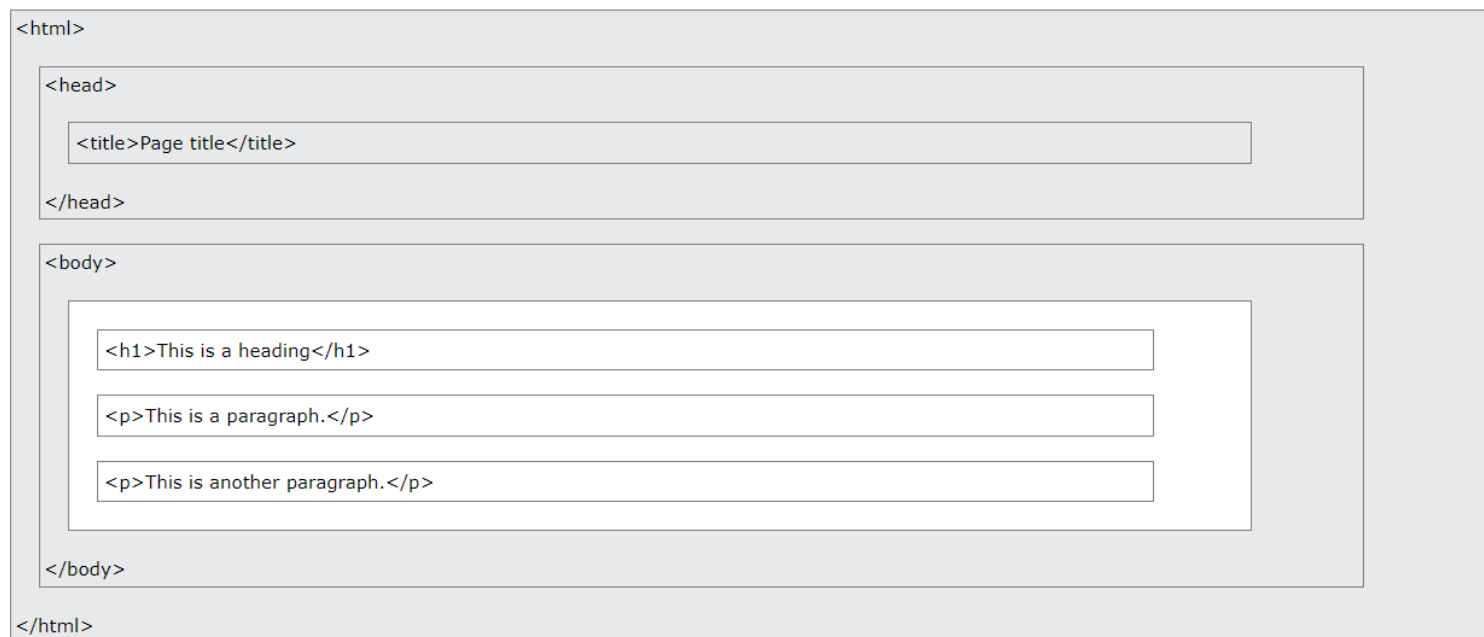 <html>
<head>
<title>Page title</title>
</head>
<body>
<h1>This is a heading</h1>
<p>This is a paragraph.</p>
<p>This is another paragraph.</p>
</body>
</html>